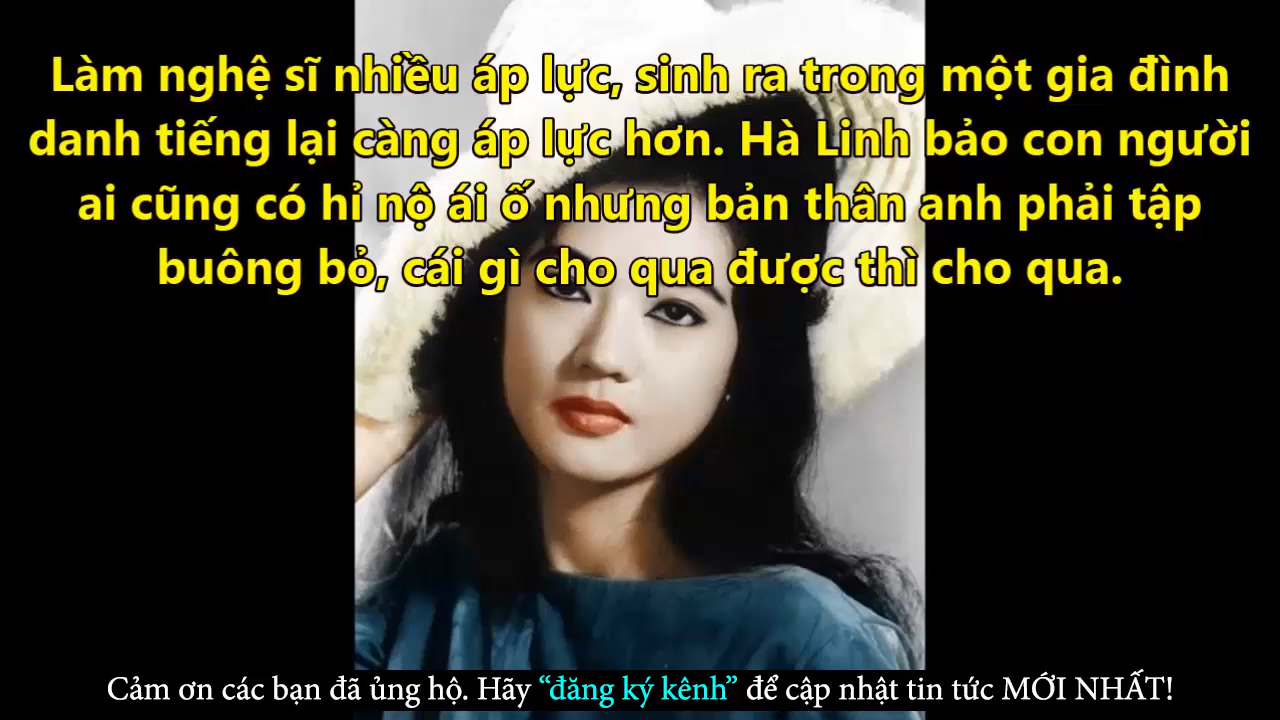 Làm nghệ sĩ nhiều áp lực, sinh ra trong một gia đình
danh tiếng lại càng áp lực hơn. Hà Linh bảo con người
ai cũng có hỉ nộ ái ố nhưng bản thân anh phải tập
buông bỏ, cái gì cho qua được thì cho qua.
Cảm ơn các bạn đã ủng hộ. Hãy “đăng ký kênh” để cập nhật tin tức MỚI NHẤT!